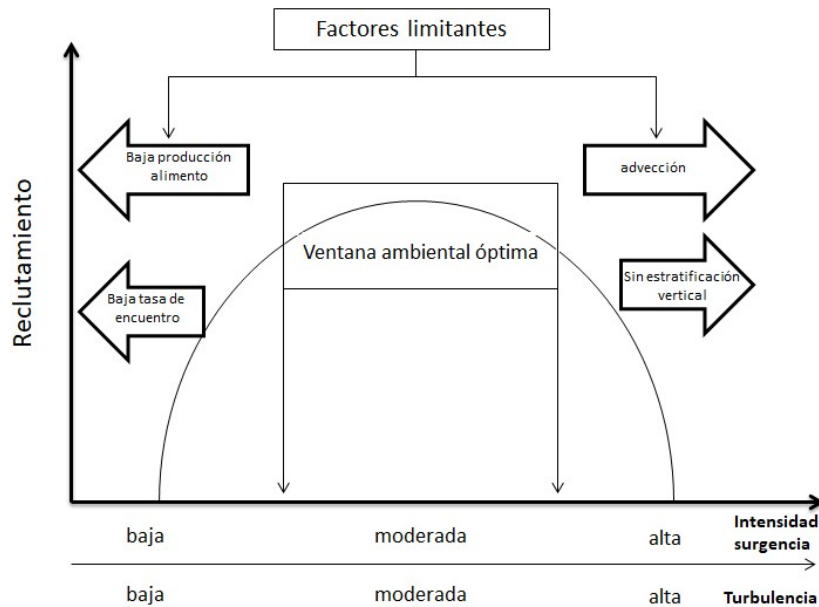 Factores limitantes
Baja producción
alimento
advección
Reclutamiento
Ventana ambiental óptima
Sin estratificación
vertical
Baja tasa de
encuentro
baja
moderada
alta
Intensidad
surgencia
baja
moderada
alta
Turbulencia